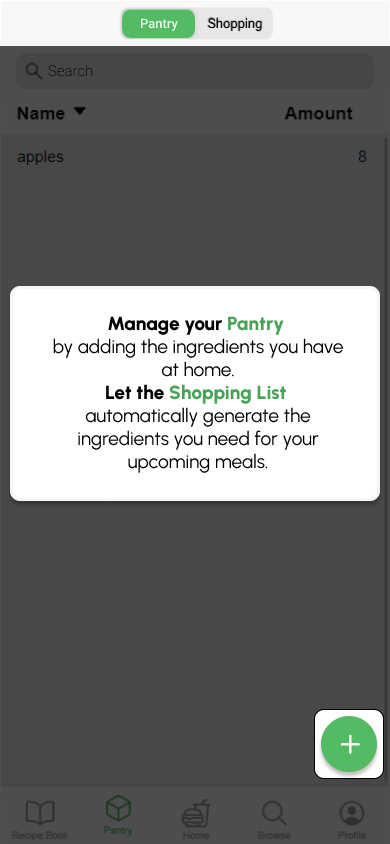 Pantry Shopping
Search
Name Amount
apples 8
Manage your Pantry
by adding the ingredients you have
at home.
Let the Shopping List
automatically generate the
ingredients you need for your
upcoming meals.
Recipe Book Pantry Home Browse Profile